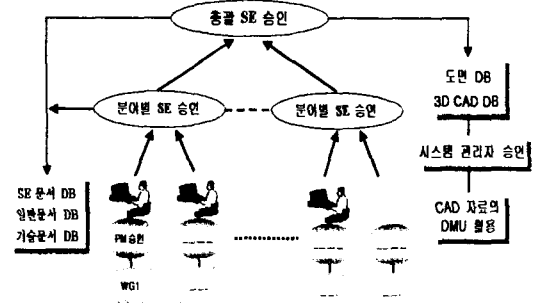 총괄 SE 승인
도면 DB
3D CAD DB
분야별 SE 승인
분야별 SE 승인
시스템 관리자 승인
SE 문서 DB
일반문서 DB
기술문서 DB
CAD 자료의
DMU 활용
PM 승인
WG1